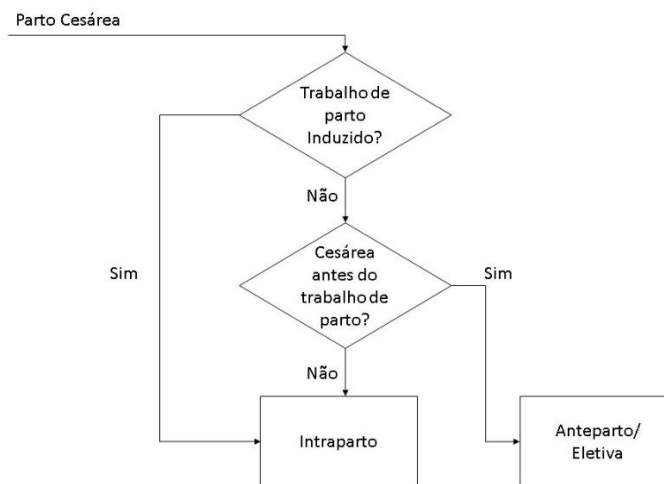 Parto Cesárea
Trabalho de
parto
Induzido?
Não
Cesárea
antes do
trabalho de
parto?
Sim
Sim
Não
Intraparto
Anteparto/
Eletiva